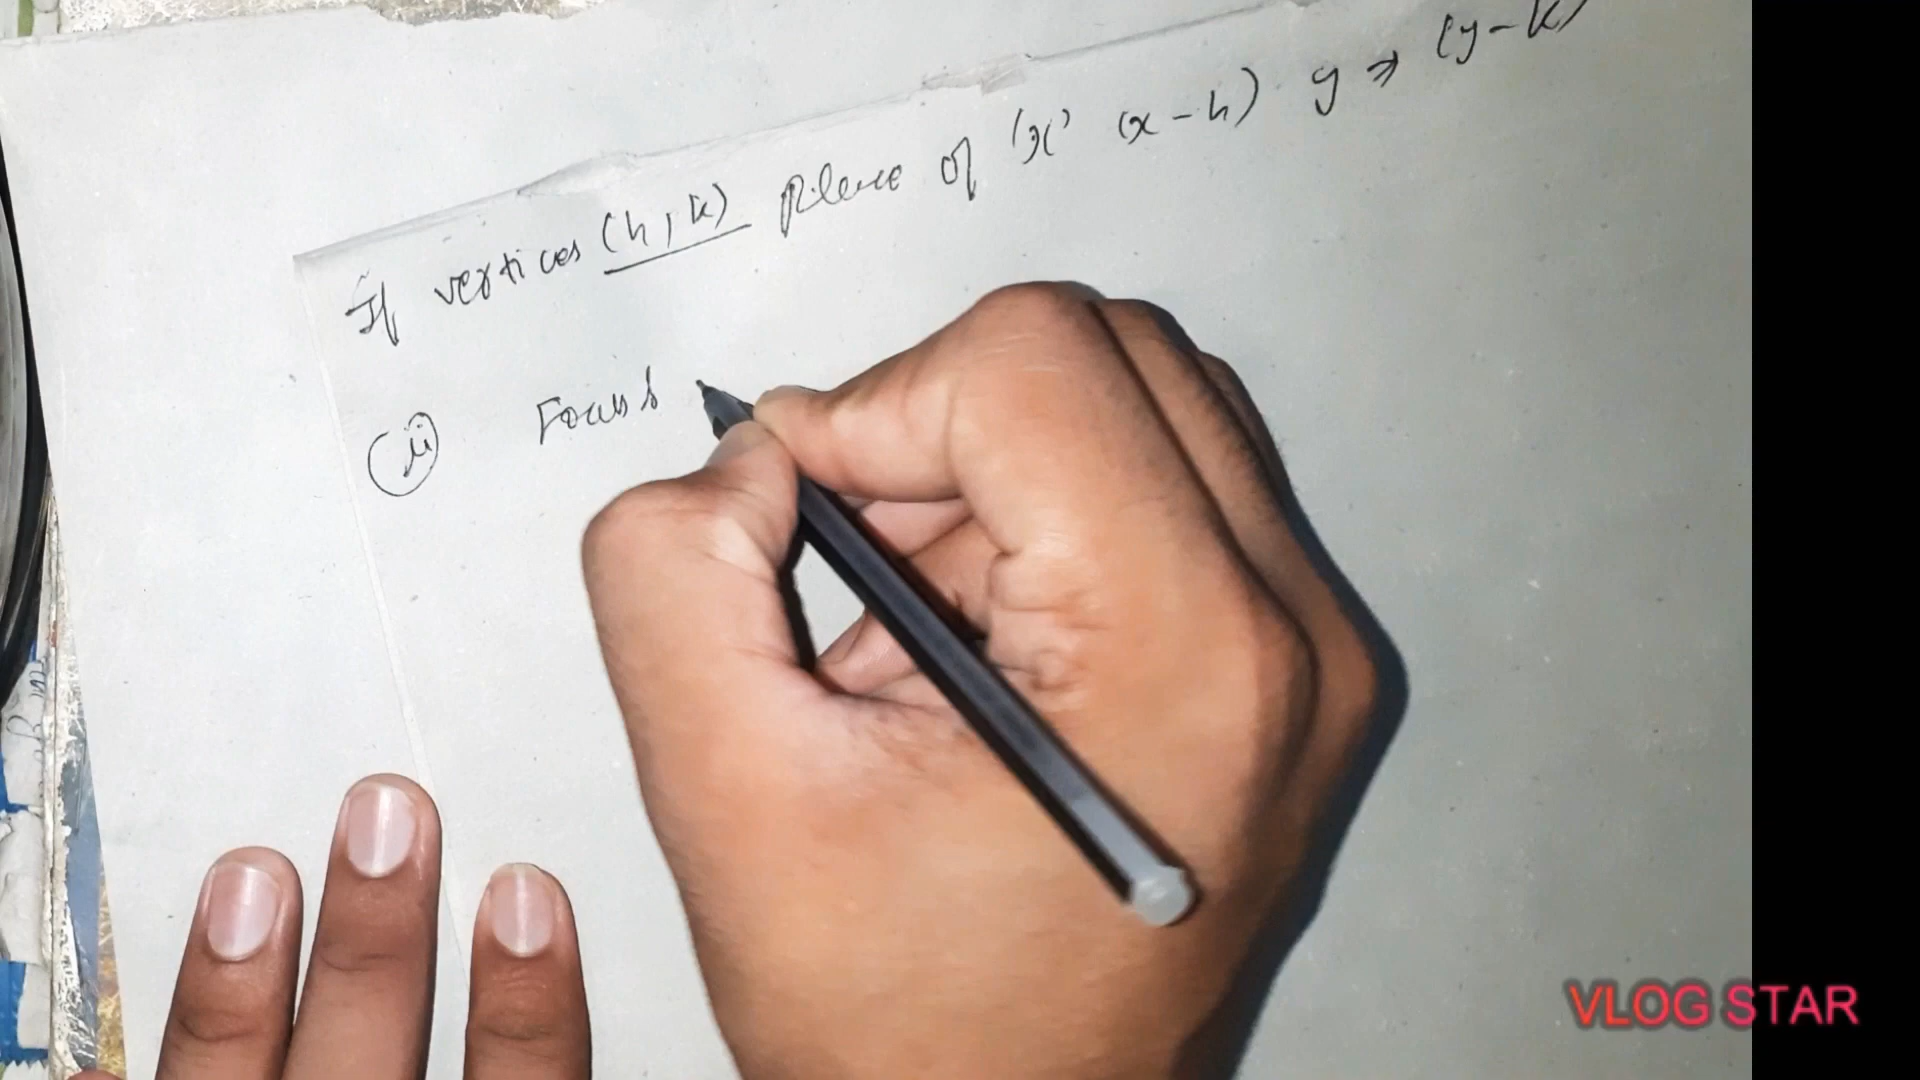 If vertices (h, k) place of 'x' (x-h) y ⇒ (y-k)
(ii) Focus
VLOG STAR